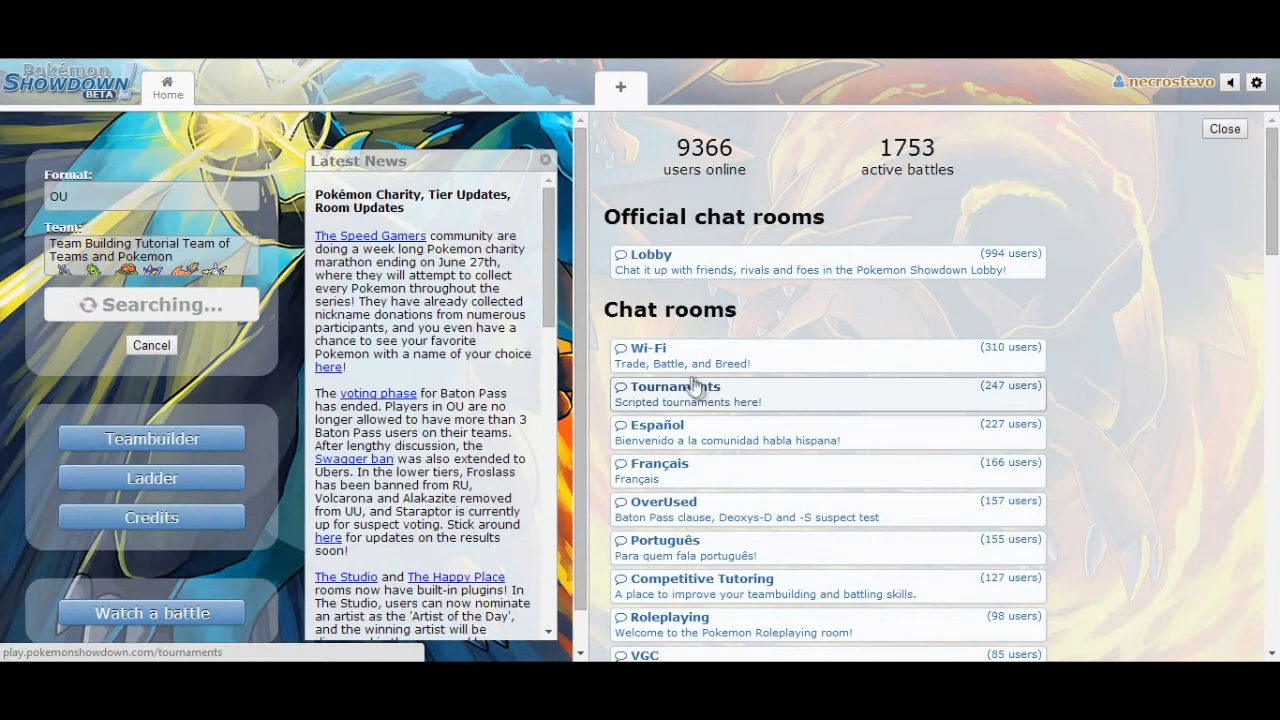 Pokémon
SHOWDOWN!
BETA
Home
+
necrostevo
Format:
OU
Team:
Team Building Tutorial Team of
Teams and Pokemon
Searching...
Cancel
Teambuilder
Ladder
Credits
Watch a battle
play.pokemonshowdown.com/tournaments
Latest News
Pokémon Charity, Tier Updates,
Room Updates
The Speed Gamers community are
doing a week long Pokemon charity
marathon ending on June 27th,
where they will attempt to collect
every Pokemon throughout the
series! They have already collected
nickname donations from numerous
participants, and you even have a
chance to see your favorite
Pokemon with a name of your choice
here!
The voting phase for Baton Pass
has ended. Players in OU are no
longer allowed to have more than 3
Baton Pass users on their teams.
After lengthy discussion, the
Swagger ban was also extended to
Ubers. In the lower tiers, Froslass
has been banned from RU,
Volcarona and Alakazite removed
from UU, and Staraptor is currently
up for suspect voting. Stick around
here for updates on the results
soon!
The Studio and The Happy Place
rooms now have built-in plugins! In
The Studio, users can now nominate
an artist as the 'Artist of the Day',
and the winning artist will be
Close
9366 1753
users online active battles
Official chat rooms
Lobby (994 users)
Chat it up with friends, rivals and foes in the Pokemon Showdown Lobby!
Chat rooms
Wi-Fi (310 users)
Trade, Battle, and Breed!
Tournaments (247 users)
Scripted tournaments here!
Español (227 users)
Bienvenido a la comunidad habla hispana!
Français (166 users)
Français
OverUsed (157 users)
Baton Pass clause, Deoxys-D and -S suspect test
Português (155 users)
Para quem fala português!
Competitive Tutoring (127 users)
A place to improve your teambuilding and battling skills.
Roleplaying (98 users)
Welcome to the Pokemon Roleplaying room!
VGC (85 users)